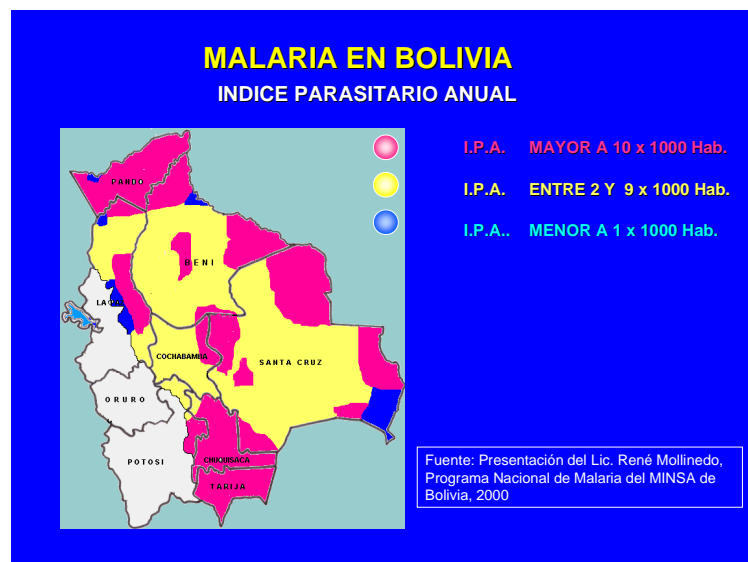 MALARIA EN BOLIVIA
INDICE PARASITARIO ANUAL
I.P.A. MAYOR A 10 x 1000 Hab.
I.P.A. ENTRE 2 Y 9 x 1000 Hab.
I.P.A.. MENOR A 1 x 1000 Hab.
PANDO
BENI
LA
COCHABAMBA
SANTA CRUZ
ORURO
POTOSI
CHUQUISACA
TARIJA
Fuente: Presentación del Lic. René Mollinedo,
Programa Nacional de Malaria del MINSA de
Bolivia, 2000